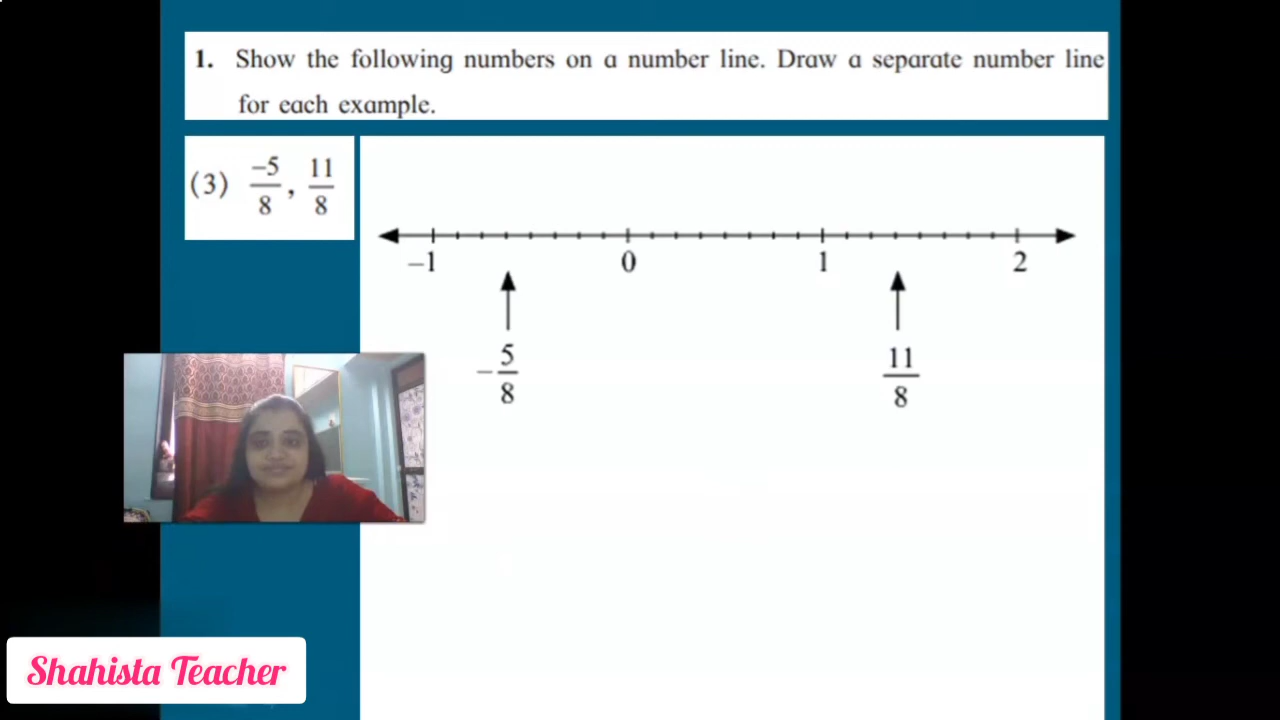 1. Show the following numbers on a number line. Draw a separate number line
for each example.
(3) −5/8, 11/8
−1 0 1 2
−5/8 11/8
Shahista Teacher